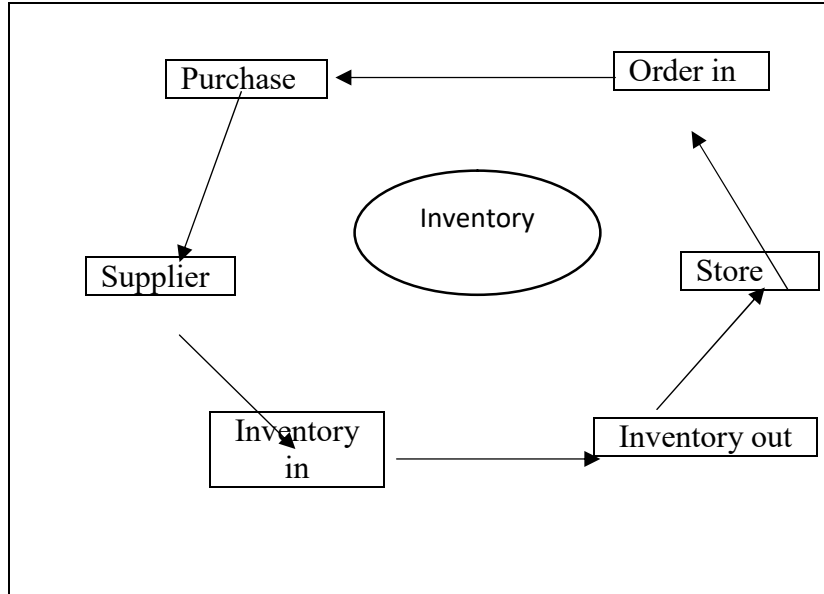 Purchase
Order in
Inventory
Supplier
Store
Inventory
in
Inventory out